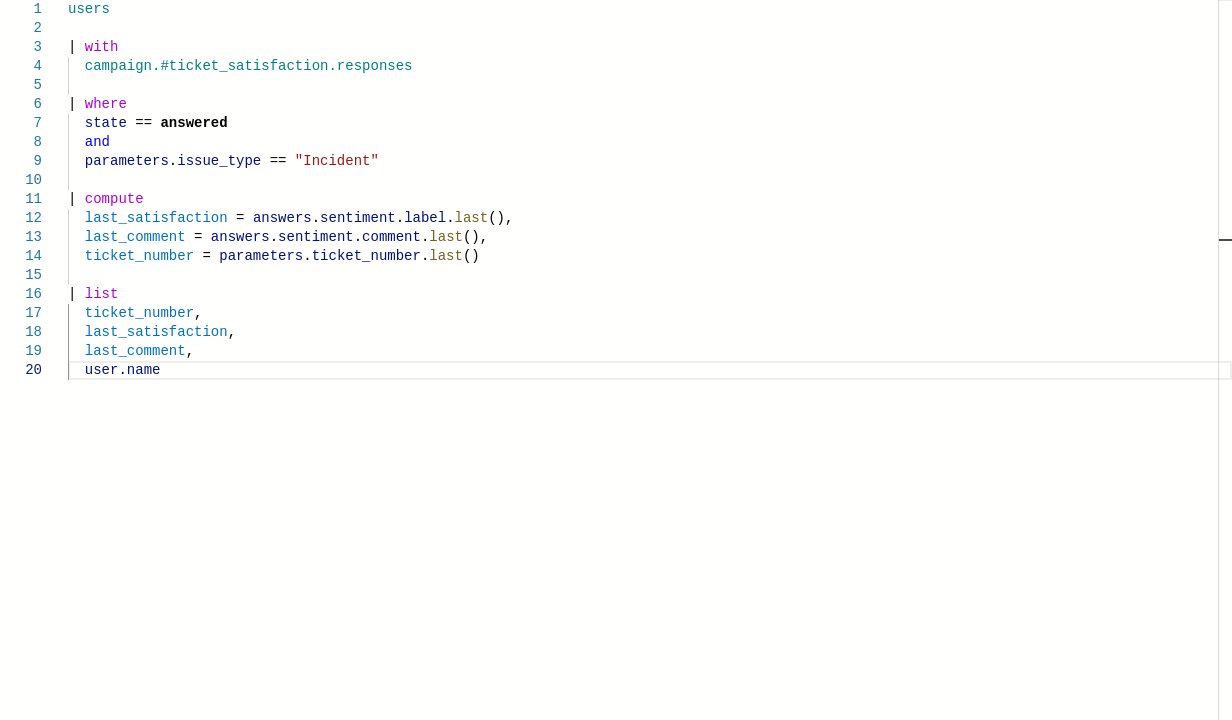 1 users
2
3 | with
4 campaign.#ticket_satisfaction.responses
5
6 | where
7 state == answered
8 and
9 parameters.issue_type == "Incident"
10
11 | compute
12 last_satisfaction = answers.sentiment.label.last(),
13 last_comment = answers.sentiment.comment.last(),
14 ticket_number = parameters.ticket_number.last()
15
16 | list
17 ticket_number,
18 last_satisfaction,
19 last_comment,
20 user.name